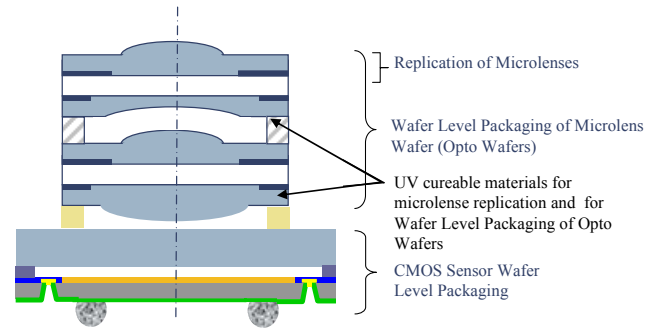 Replication of Microlenses
Wafer Level Packaging of Microlens
Wafer (Opto Wafers)
UV cureable materials for
microlense replication and for
Wafer Level Packaging of Opto
Wafers
CMOS Sensor Wafer
Level Packaging